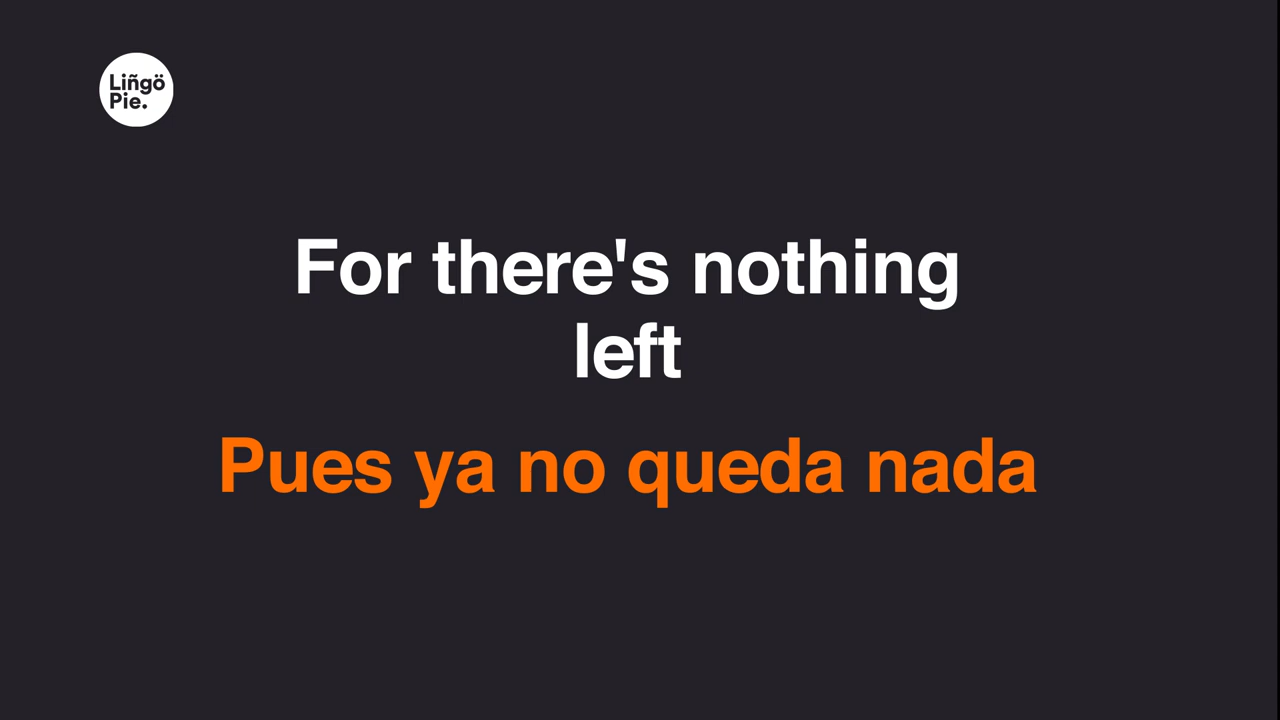 Liñgö
Pie.
For there's nothing
left
Pues ya no queda nada